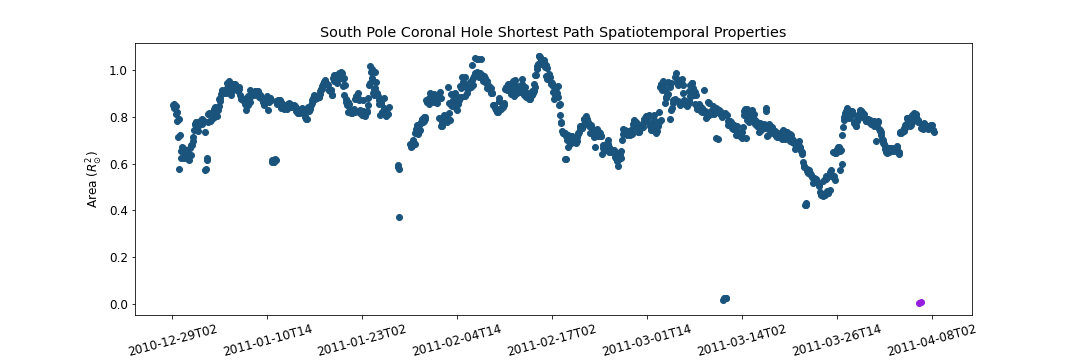 South Pole Coronal Hole Shortest Path Spatiotemporal Properties
Area ($R_{\odot}^{2}$)
1.0
0.8
0.6
0.4
0.2
0.0
2010-12-29T02
2011-01-10T14
2011-01-23T02
2011-02-04T14
2011-02-17T02
2011-03-01T14
2011-03-14T02
2011-03-26T14
2011-04-08T02